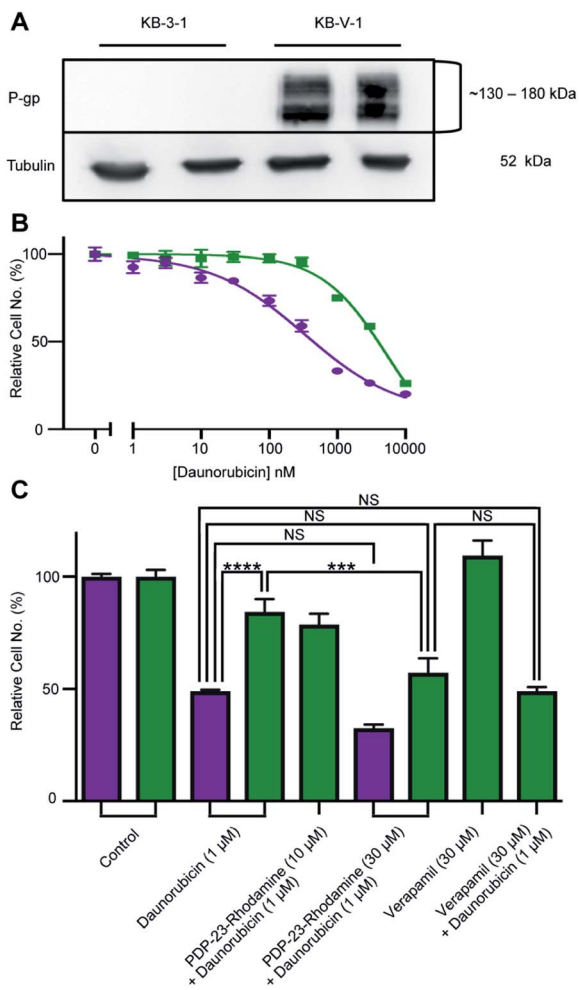 A
KB-3-1
KB-V-1
P-gp
~130 – 180 kDa
Tubulin
52 kDa
B
Relative Cell No. (%)
100
50
0
0
1
10
100
1000
10000
[Daunorubicin] nM
C
NS
NS
NS
NS
****
***
Relative Cell No. (%)
100
50
0
Control
Daunorubicin (1 µM)
PDP-23-Rhodamine (10 µM)
+ Daunorubicin (1 µM)
PDP-23-Rhodamine (30 µM)
+ Daunorubicin (1 µM)
Verapamil (30 µM)
Verapamil (30 µM)
+ Daunorubicin (1 µM)